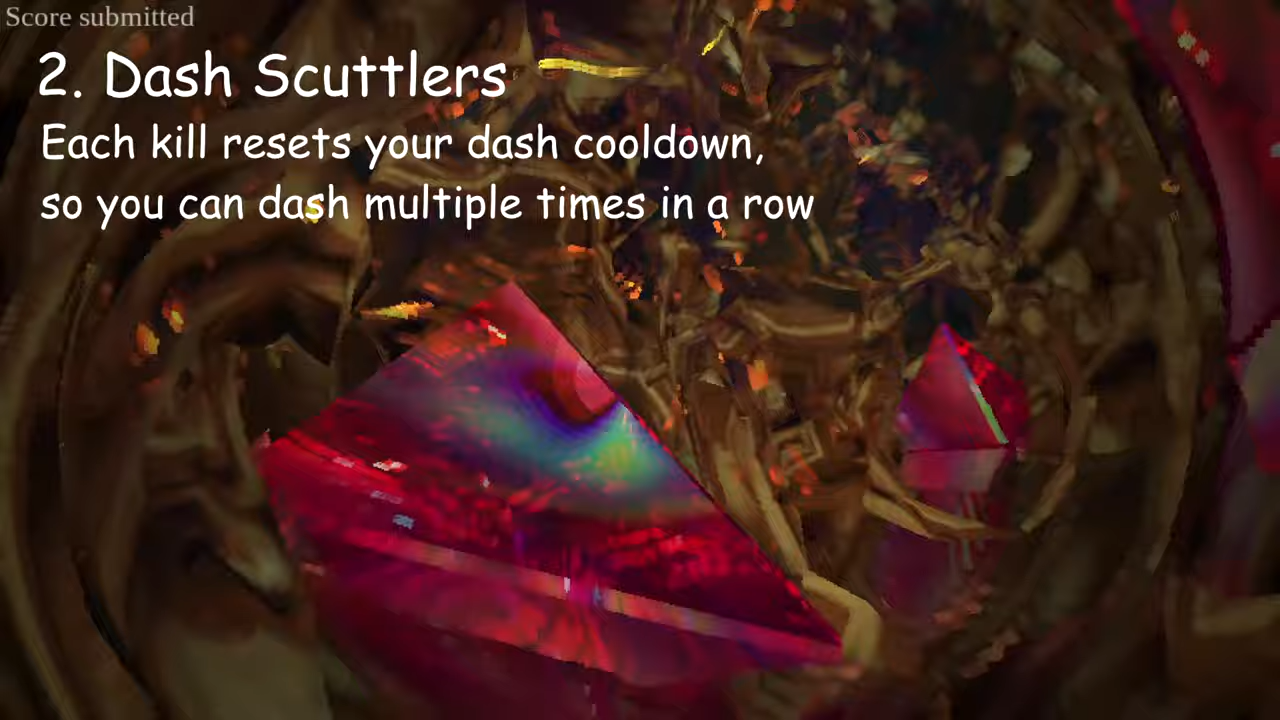 Score submitted
2. Dash Scuttlers
Each kill resets your dash cooldown,
so you can dash multiple times in a row